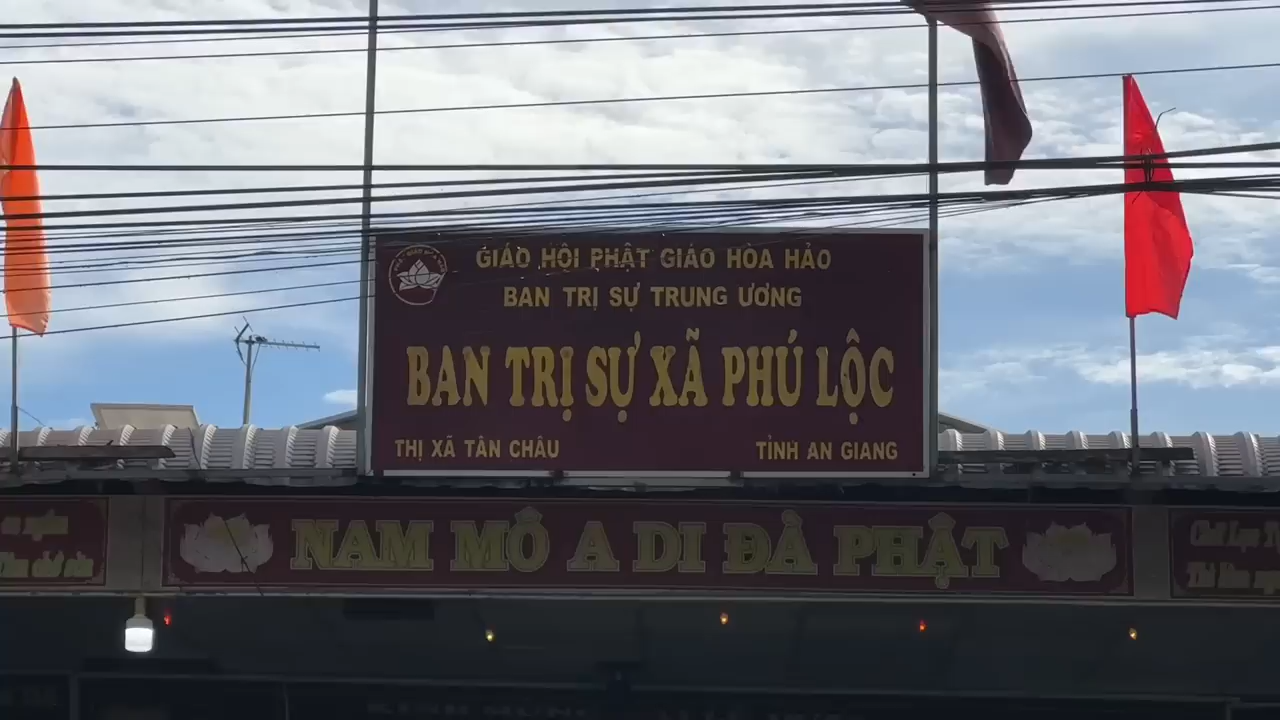 GIÁO HỘI PHẬT GIÁO HÒA HẢO
BAN TRỊ SỰ TRUNG ƯƠNG
BAN TRỊ SỰ XÃ PHÚ LỘC
THỊ XÃ TÂN CHÂU
TỈNH AN GIANG
NAM MÔ A DI ĐÀ PHẬT